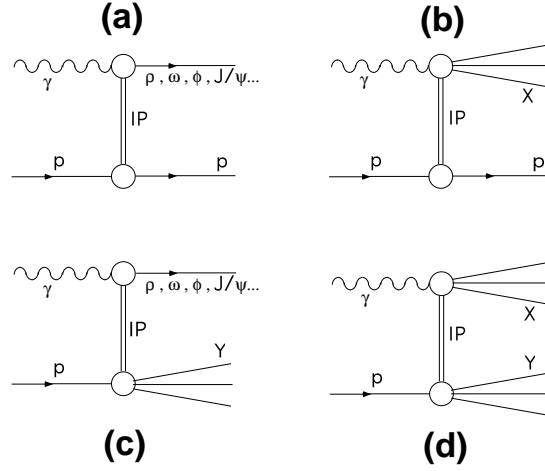 (a) (b)
γ ρ , ω , φ , J/ψ... γ X
IP IP
p p p p
γ ρ , ω , φ , J/ψ... γ X
IP Y IP Y
p p
(c) (d)